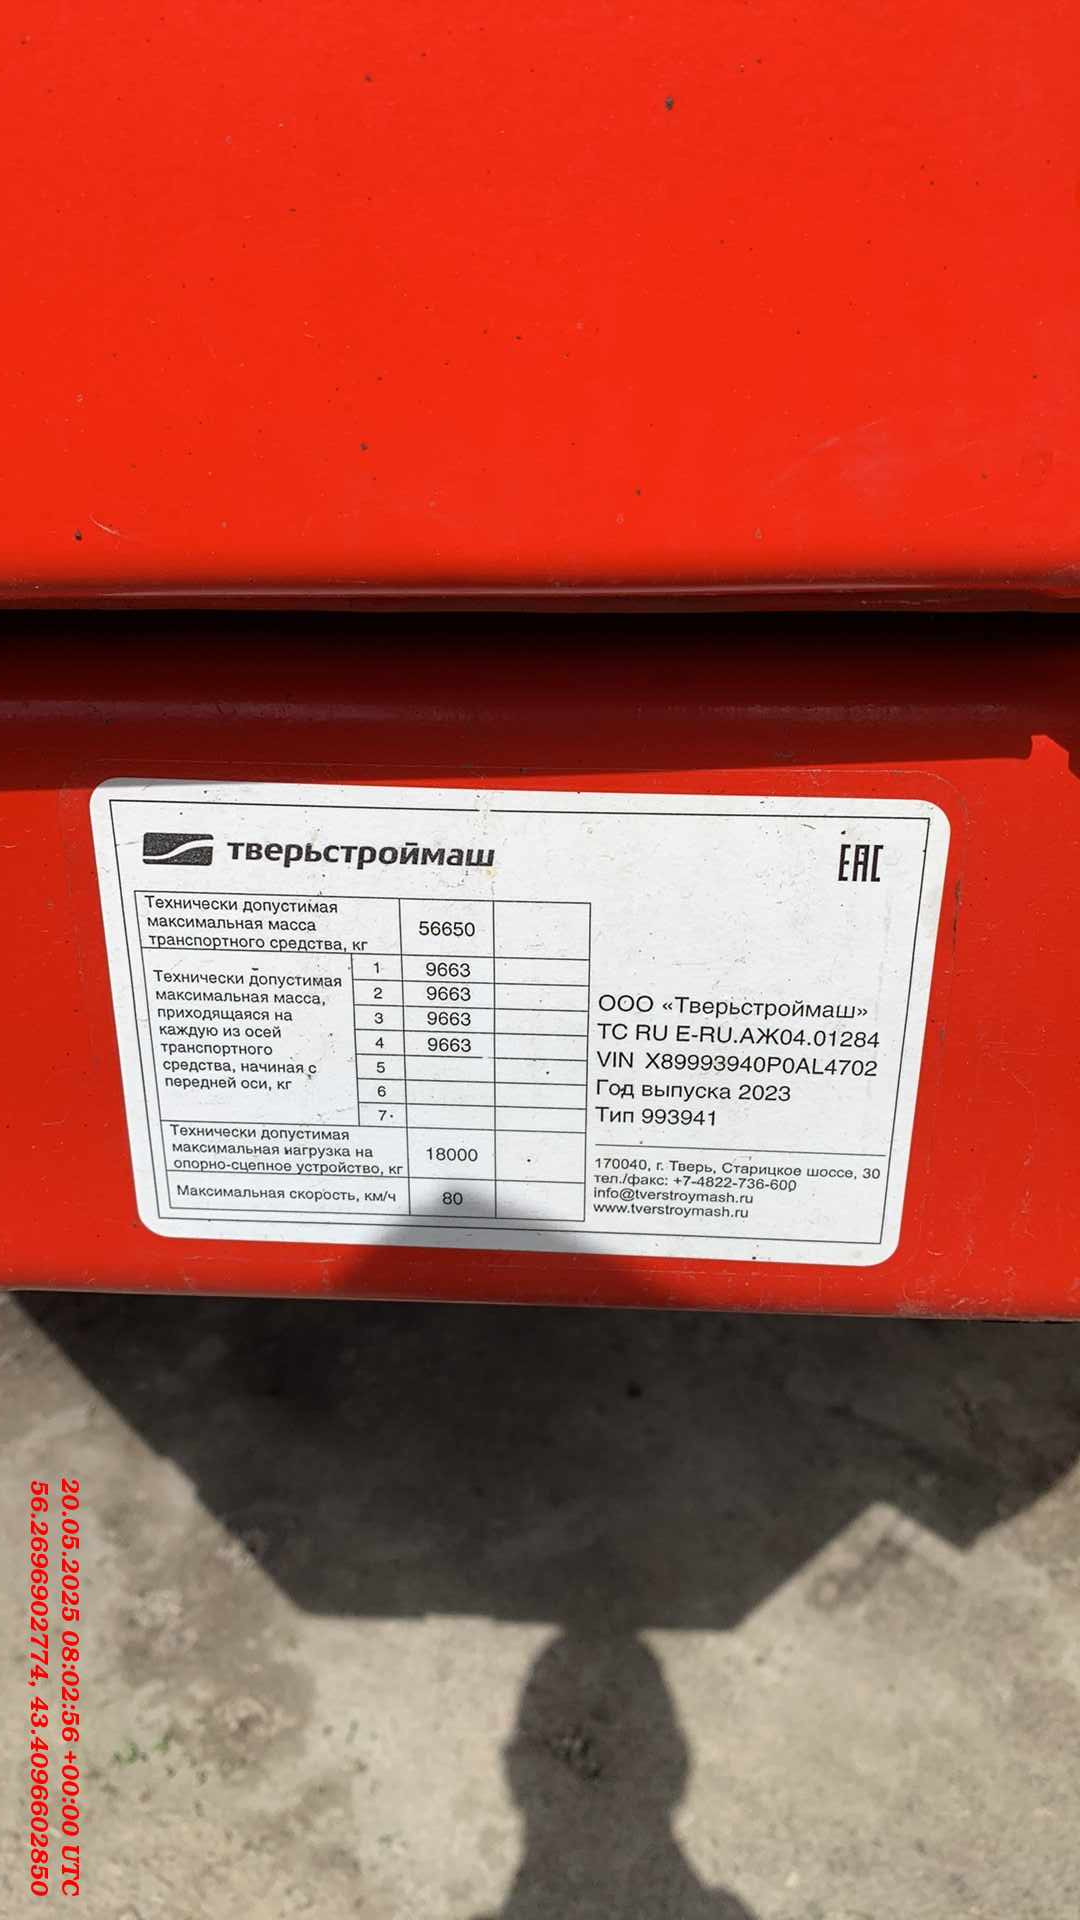 тверьстроймаш
EAC
Технически допустимая
максимальная масса
транспортного средства, кг
56650
Технически допустимая
максимальная масса,
приходящаяся на
каждую из осей
транспортного
средства, начиная с
передней оси, кг
1 9663
2 9663
3 9663
4 9663
5
6
7
Технически допустимая
максимальная нагрузка на
опорно-сцепное устройство, кг
18000
Максимальная скорость, км/ч 80
ООО «Тверьстроймаш»
ТС RU E-RU.АЖ04.01284
VIN X89993940P0AL4702
Год выпуска 2023
Тип 993941
170040, г. Тверь, Старицкое шоссе, 30
тел./факс: +7-4822-736-600
info@tverstroymash.ru
www.tverstroymash.ru
20.05.2025 08:02:56 +00:00 UTC
56.2696902774, 43.4096602850